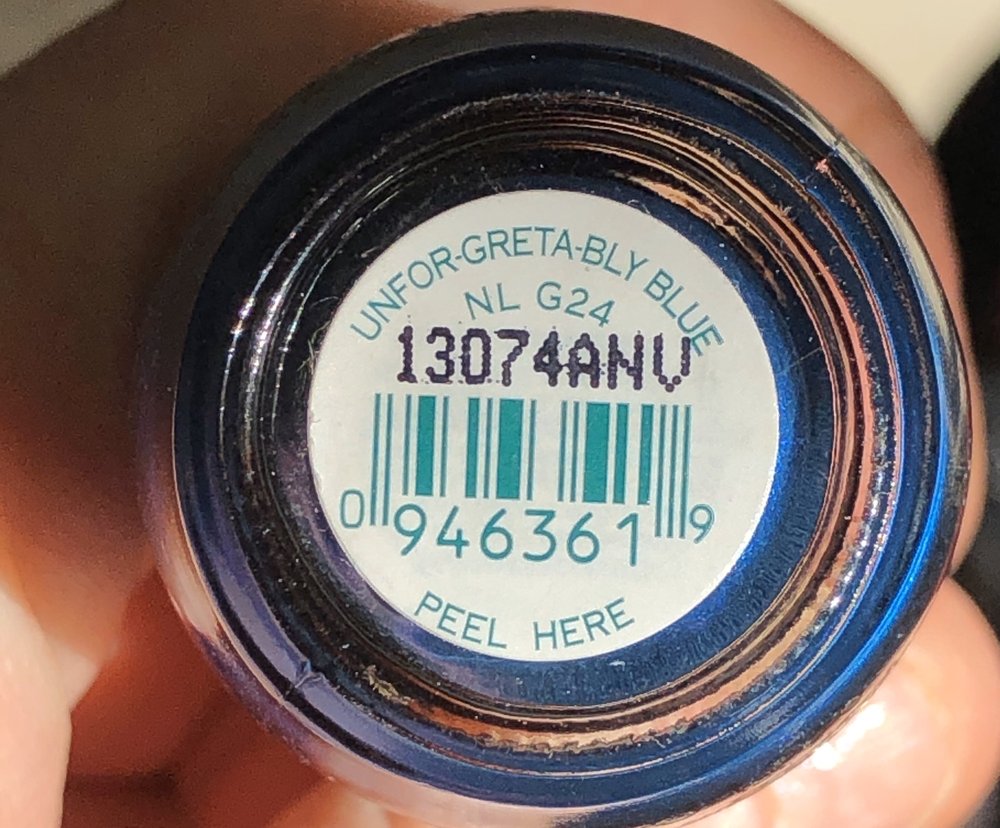 UNFOR-GRETA-BLY BLUE
NL G24
13074ANV
0 946361 9
PEEL HERE